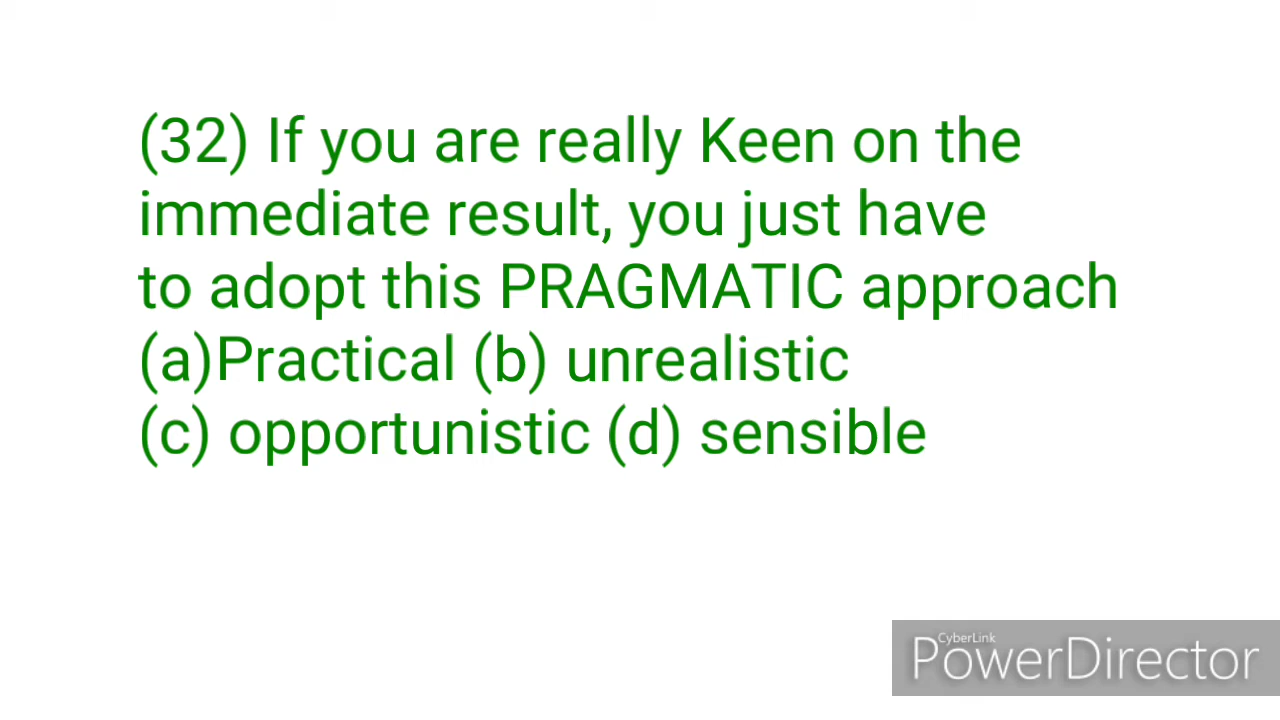 (32) If you are really Keen on the
immediate result, you just have
to adopt this PRAGMATIC approach
(a)Practical (b) unrealistic
(c) opportunistic (d) sensible
CyberLink
PowerDirector